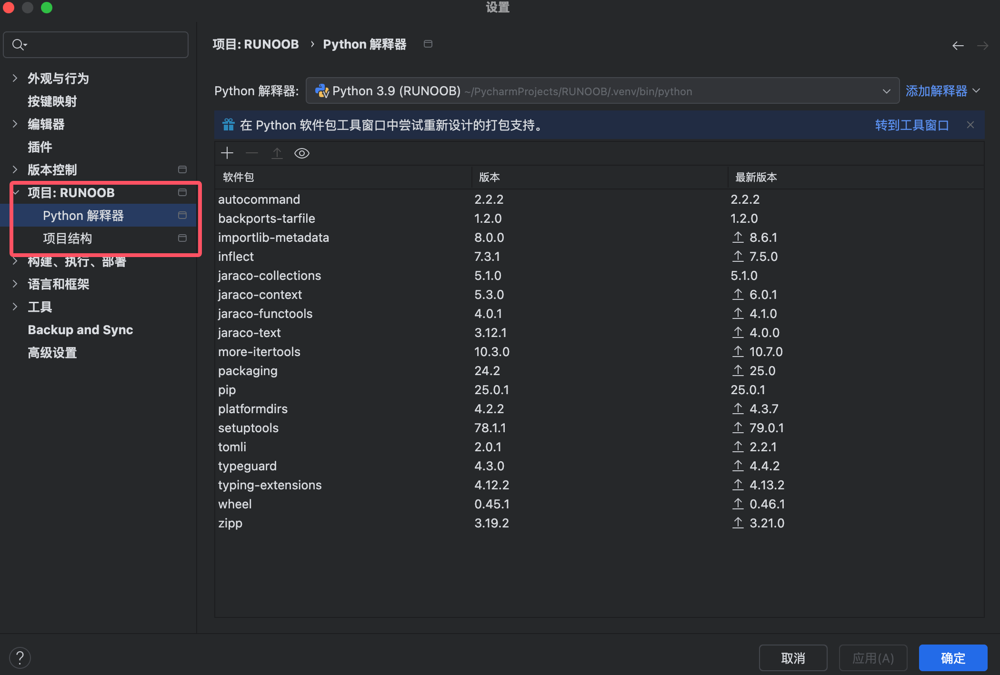 设置
项目: RUNOOB › Python 解释器
外观与行为
按键映射
编辑器
插件
版本控制
项目: RUNOOB
Python 解释器
项目结构
构建、执行、部署
语言和框架
工具
Backup and Sync
高级设置
Python 解释器: Python 3.9 (RUNOOB) ~/PycharmProjects/RUNOOB/.venv/bin/python 添加解释器
在 Python 软件包工具窗口中尝试重新设计的打包支持。 转到工具窗口
软件包 版本 最新版本
autocommand 2.2.2 2.2.2
backports-tarfile 1.2.0 1.2.0
importlib-metadata 8.0.0 8.6.1
inflect 7.3.1 7.5.0
jaraco-collections 5.1.0 5.1.0
jaraco-context 5.3.0 6.0.1
jaraco-functools 4.0.1 4.1.0
jaraco-text 3.12.1 4.0.0
more-itertools 10.3.0 10.7.0
packaging 24.2 25.0
pip 25.0.1 25.0.1
platformdirs 4.2.2 4.3.7
setuptools 78.1.1 79.0.1
tomli 2.0.1 2.2.1
typeguard 4.3.0 4.4.2
typing-extensions 4.12.2 4.13.2
wheel 0.45.1 0.46.1
zipp 3.19.2 3.21.0
? 取消 应用(A) 确定